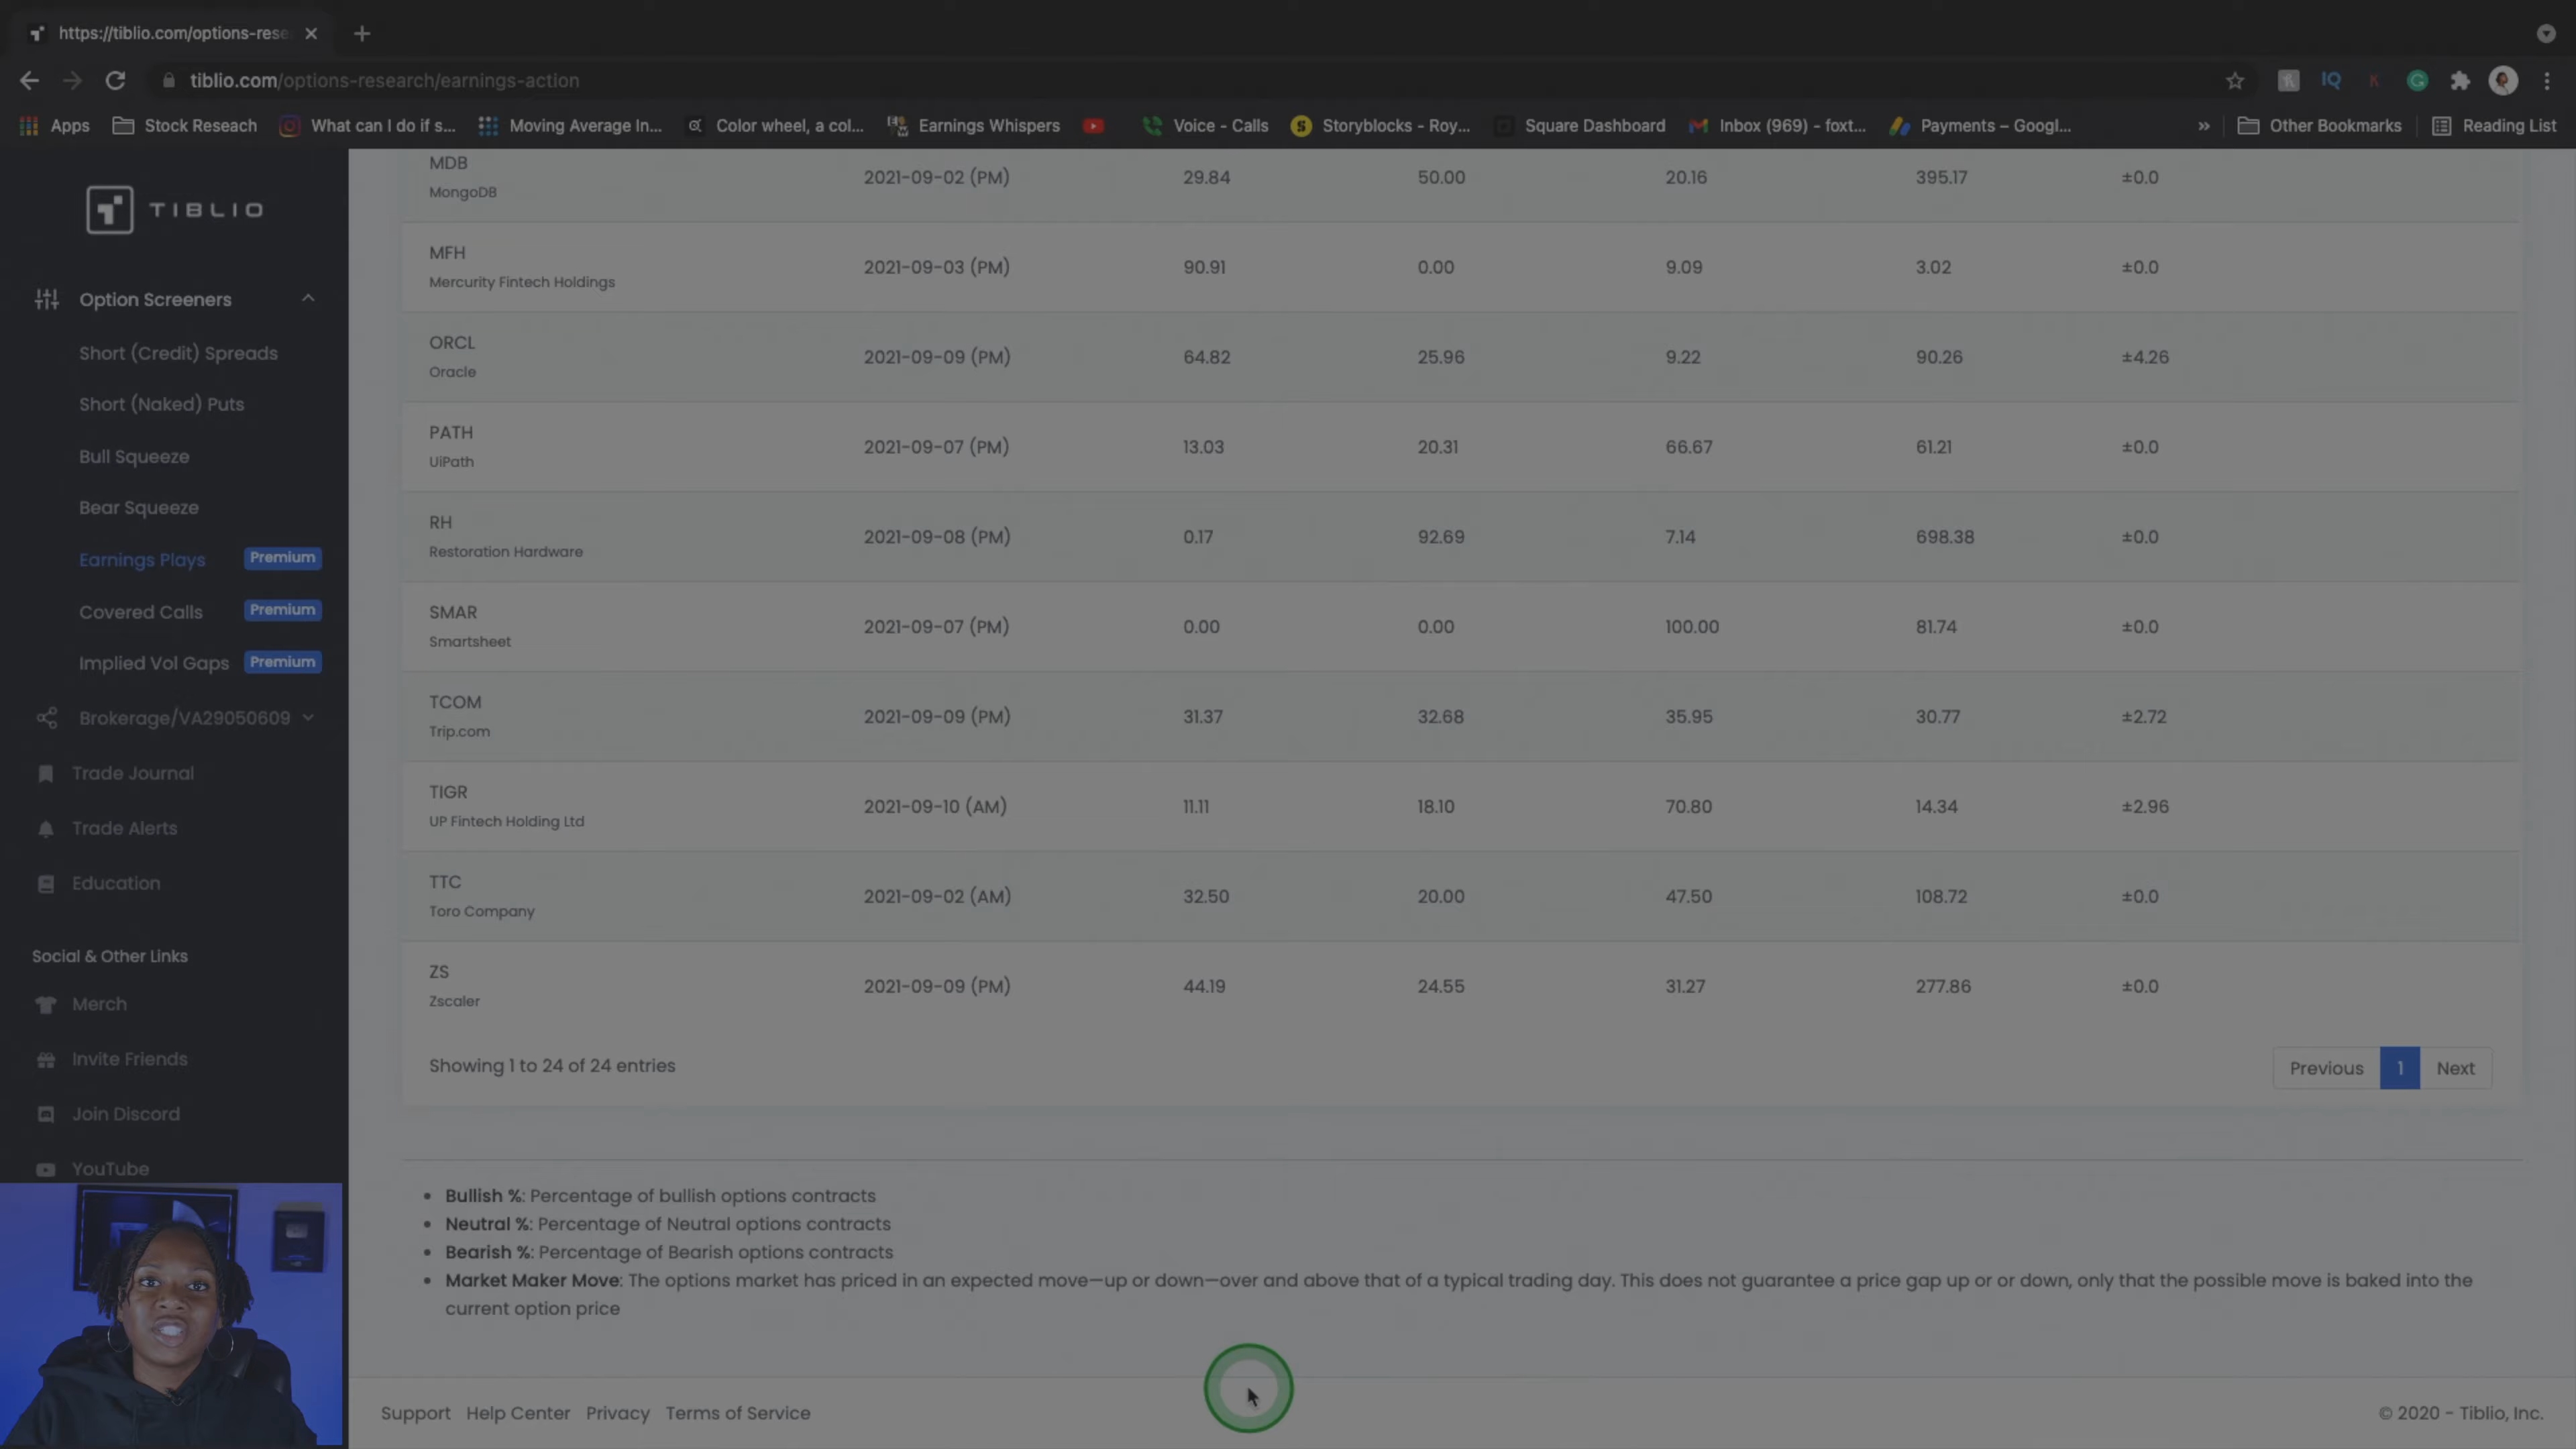 https://tiblio.com/options-rese
tiblio.com/options-research/earnings-action
Apps
Stock Reseach
What can I do if s...
Moving Average In...
Color wheel, a col...
Earnings Whispers
Voice - Calls
Storyblocks - Roy...
Square Dashboard
Inbox (969) - foxt...
Payments – Googl...
»
Other Bookmarks
Reading List
TIBLIO
Option Screeners
Short (Credit) Spreads
Short (Naked) Puts
Bull Squeeze
Bear Squeeze
Earnings Plays Premium
Covered Calls Premium
Implied Vol Gaps Premium
Brokerage/VA29050609
Trade Journal
Trade Alerts
Education
Social & Other Links
Merch
Invite Friends
Join Discord
YouTube
MDB
MongoDB
2021-09-02 (PM) 29.84 50.00 20.16 395.17 ±0.0
MFH
Mercurity Fintech Holdings
2021-09-03 (PM) 90.91 0.00 9.09 3.02 ±0.0
ORCL
Oracle
2021-09-09 (PM) 64.82 25.96 9.22 90.26 ±4.26
PATH
UiPath
2021-09-07 (PM) 13.03 20.31 66.67 61.21 ±0.0
RH
Restoration Hardware
2021-09-08 (PM) 0.17 92.69 7.14 698.38 ±0.0
SMAR
Smartsheet
2021-09-07 (PM) 0.00 0.00 100.00 81.74 ±0.0
TCOM
Trip.com
2021-09-09 (PM) 31.37 32.68 35.95 30.77 ±2.72
TIGR
UP Fintech Holding Ltd
2021-09-10 (AM) 11.11 18.10 70.80 14.34 ±2.96
TTC
Toro Company
2021-09-02 (AM) 32.50 20.00 47.50 108.72 ±0.0
ZS
Zscaler
2021-09-09 (PM) 44.19 24.55 31.27 277.86 ±0.0
Showing 1 to 24 of 24 entries
Previous 1 Next
Bullish %: Percentage of bullish options contracts
Neutral %: Percentage of Neutral options contracts
Bearish %: Percentage of Bearish options contracts
Market Maker Move: The options market has priced in an expected move—up or down—over and above that of a typical trading day. This does not guarantee a price gap up or or down, only that the possible move is baked into the
current option price
Support Help Center Privacy Terms of Service
© 2020 - Tiblio, Inc.